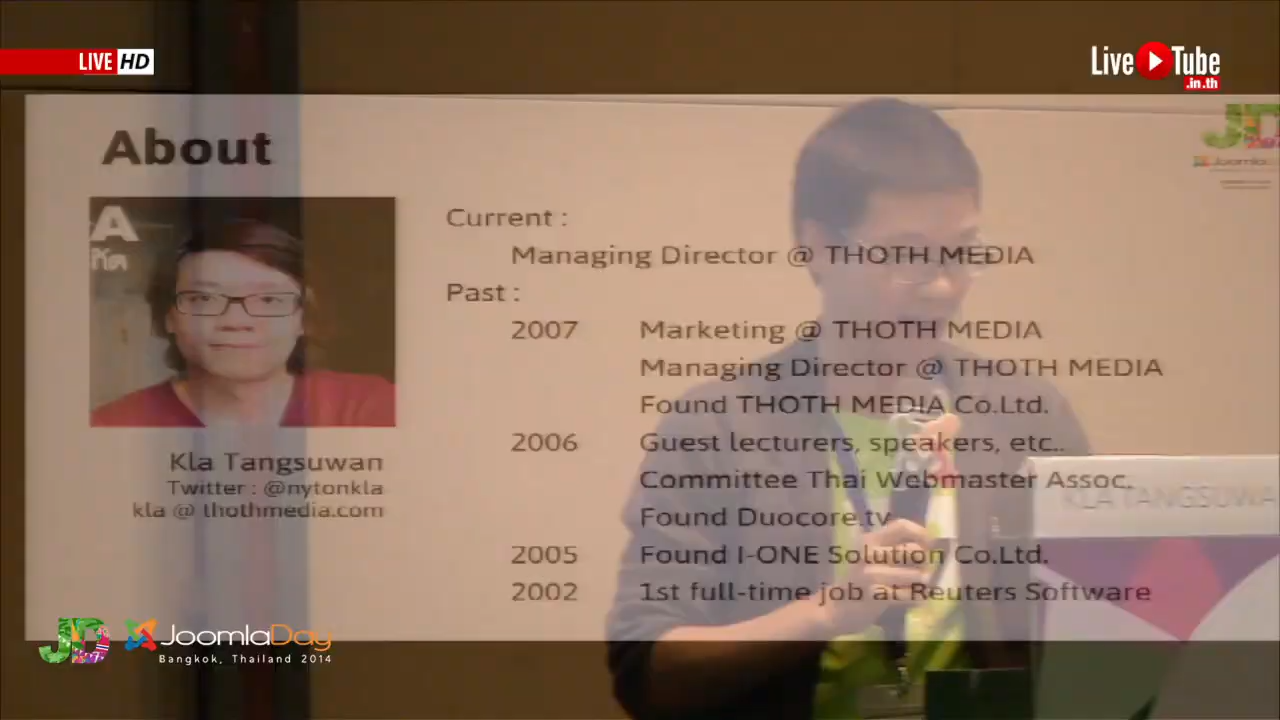 LIVE HD
Live Tube
.in.th
About
A
Current :
Managing Director @ THOTH MEDIA
Past :
2007 Marketing @ THOTH MEDIA
Managing Director @ THOTH MEDIA
Found THOTH MEDIA Co.Ltd.
2006 Guest lecturers, speakers, etc..
Committee Thai Webmaster Assoc.
Found Duocore.tv
2005 Found I-ONE Solution Co.Ltd.
2002 1st full-time job at Reuters Software
Kla Tangsuwan
Twitter : @nytonkla
kla @ thothmedia.com
KLA TANGSUWA
JD JoomlaDay
Bangkok, Thailand 2014